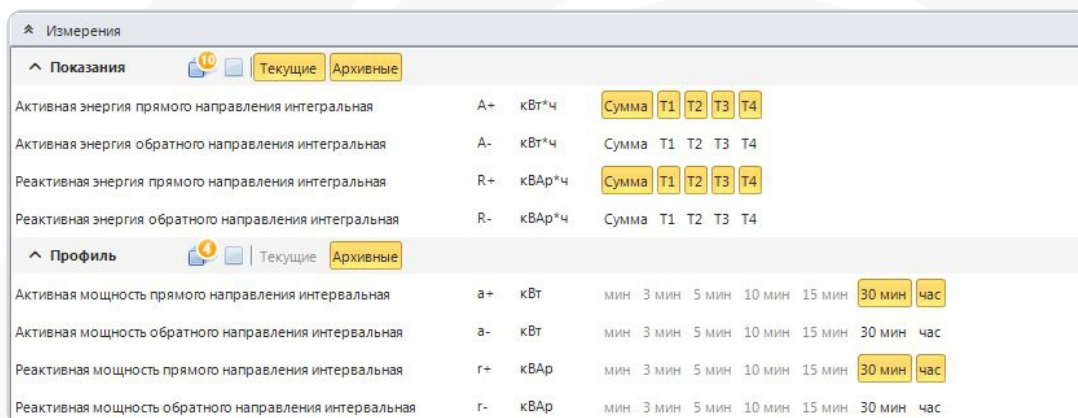 Измерения
Показания 10 Текущие Архивные
Активная энергия прямого направления интегральная A+ кВт*ч Сумма T1 T2 T3 T4
Активная энергия обратного направления интегральная A- кВт*ч Сумма T1 T2 T3 T4
Реактивная энергия прямого направления интегральная R+ кВАр*ч Сумма T1 T2 T3 T4
Реактивная энергия обратного направления интегральная R- кВАр*ч Сумма T1 T2 T3 T4
Профиль 4 Текущие Архивные
Активная мощность прямого направления интервальная a+ кВт мин 3 мин 5 мин 10 мин 15 мин 30 мин час
Активная мощность обратного направления интервальная a- кВт мин 3 мин 5 мин 10 мин 15 мин 30 мин час
Реактивная мощность прямого направления интервальная r+ кВАр мин 3 мин 5 мин 10 мин 15 мин 30 мин час
Реактивная мощность обратного направления интервальная r- кВАр мин 3 мин 5 мин 10 мин 15 мин 30 мин час